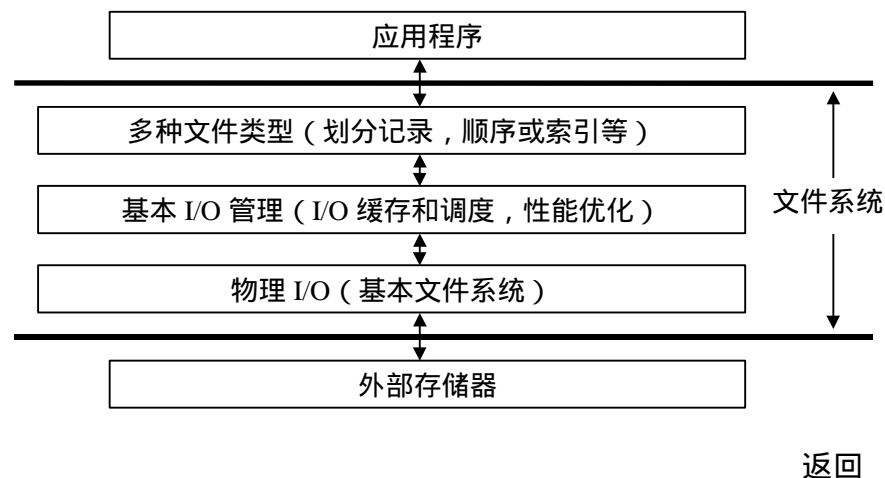 应用程序
多种文件类型（划分记录，顺序或索引等）
基本 I/O 管理（I/O 缓存和调度，性能优化）
文件系统
物理 I/O（基本文件系统）
外部存储器
返回